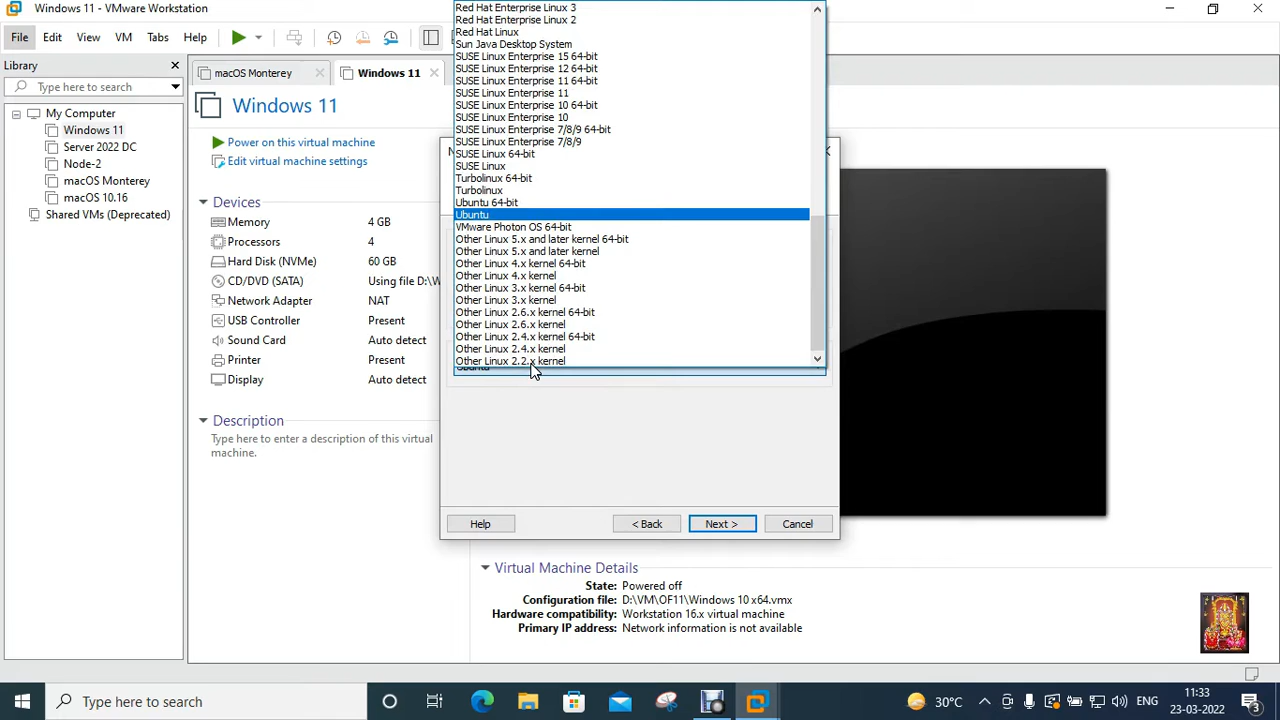 Windows 11 - VMware Workstation
File Edit View VM Tabs Help
Library
Type here to search
My Computer
Windows 11
Server 2022 DC
Node-2
macOS Monterey
macOS 10.16
Shared VMs (Deprecated)
macOS Monterey
Windows 11
Windows 11
Power on this virtual machine
Edit virtual machine settings
Devices
Memory 4 GB
Processors 4
Hard Disk (NVMe) 60 GB
CD/DVD (SATA) Using file D:\W
Network Adapter NAT
USB Controller Present
Sound Card Auto detect
Printer Present
Display Auto detect
Description
Type here to enter a description of this virtual
machine.
Red Hat Enterprise Linux 3
Red Hat Enterprise Linux 2
Red Hat Linux
Sun Java Desktop System
SUSE Linux Enterprise 15 64-bit
SUSE Linux Enterprise 12 64-bit
SUSE Linux Enterprise 11 64-bit
SUSE Linux Enterprise 11
SUSE Linux Enterprise 10 64-bit
SUSE Linux Enterprise 10
SUSE Linux Enterprise 7/8/9 64-bit
SUSE Linux Enterprise 7/8/9
SUSE Linux 64-bit
SUSE Linux
Turbolinux 64-bit
Turbolinux
Ubuntu 64-bit
Ubuntu
VMware Photon OS 64-bit
Other Linux 5.x and later kernel 64-bit
Other Linux 5.x and later kernel
Other Linux 4.x kernel 64-bit
Other Linux 4.x kernel
Other Linux 3.x kernel 64-bit
Other Linux 3.x kernel
Other Linux 2.6.x kernel 64-bit
Other Linux 2.6.x kernel
Other Linux 2.4.x kernel 64-bit
Other Linux 2.4.x kernel
Other Linux 2.2.x kernel
Ubuntu
Help < Back Next > Cancel
Virtual Machine Details
State: Powered off
Configuration file: D:\VM\OF11\Windows 10 x64.vmx
Hardware compatibility: Workstation 16.x virtual machine
Primary IP address: Network information is not available
Type here to search
30°C
ENG
11:33
23-03-2022
3